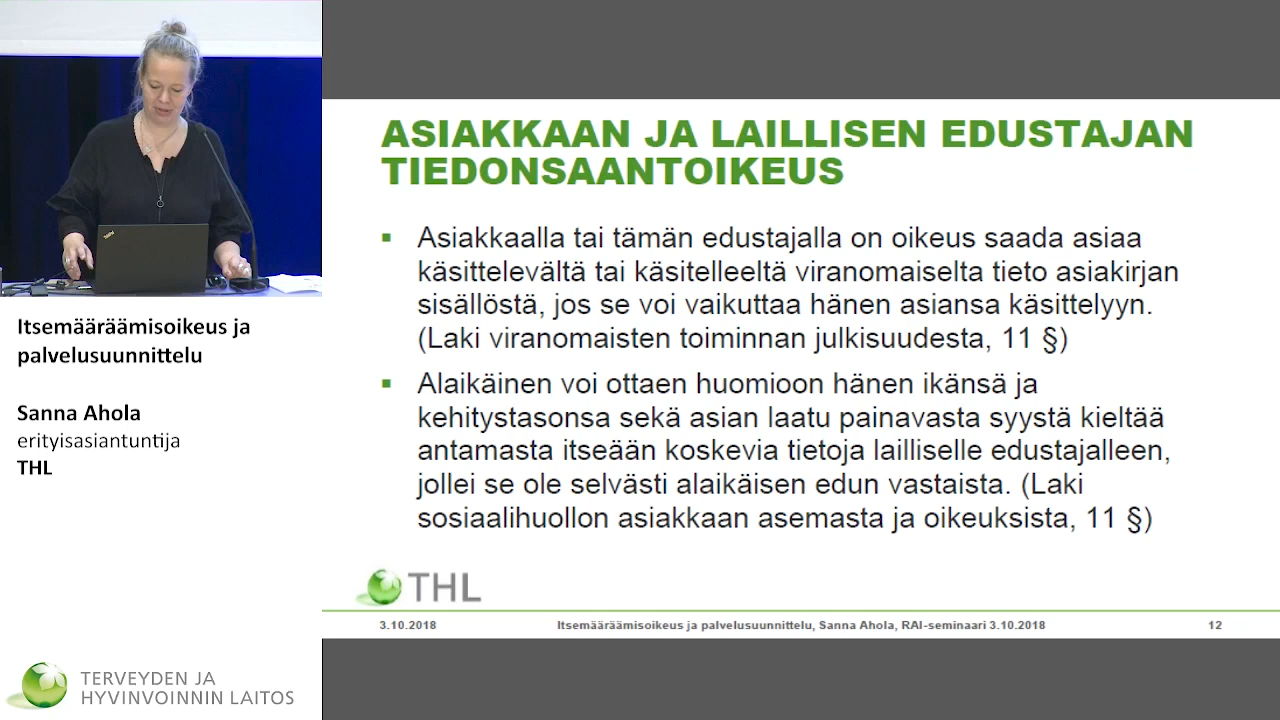 Itsemääräämisoikeus ja
palvelusuunnittelu
Sanna Ahola
erityisasiantuntija
THL
TERVEYDEN JA
HYVINVOINNIN LAITOS
ASIAKKAAN JA LAILLISEN EDUSTAJAN
TIEDONSAANTOIKEUS
▪ Asiakkaalla tai tämän edustajalla on oikeus saada asiaa
käsittelevältä tai käsitelleeltä viranomaiselta tieto asiakirjan
sisällöstä, jos se voi vaikuttaa hänen asiansa käsittelyyn.
(Laki viranomaisten toiminnan julkisuudesta, 11 §)
▪ Alaikäinen voi ottaen huomioon hänen ikänsä ja
kehitystasonsa sekä asian laatu painavasta syystä kieltää
antamasta itseään koskevia tietoja lailliselle edustajalleen,
jollei se ole selvästi alaikäisen edun vastaista. (Laki
sosiaalihuollon asiakkaan asemasta ja oikeuksista, 11 §)
THL
3.10.2018 Itsemääräämisoikeus ja palvelusuunnittelu, Sanna Ahola, RAI-seminaari 3.10.2018 12